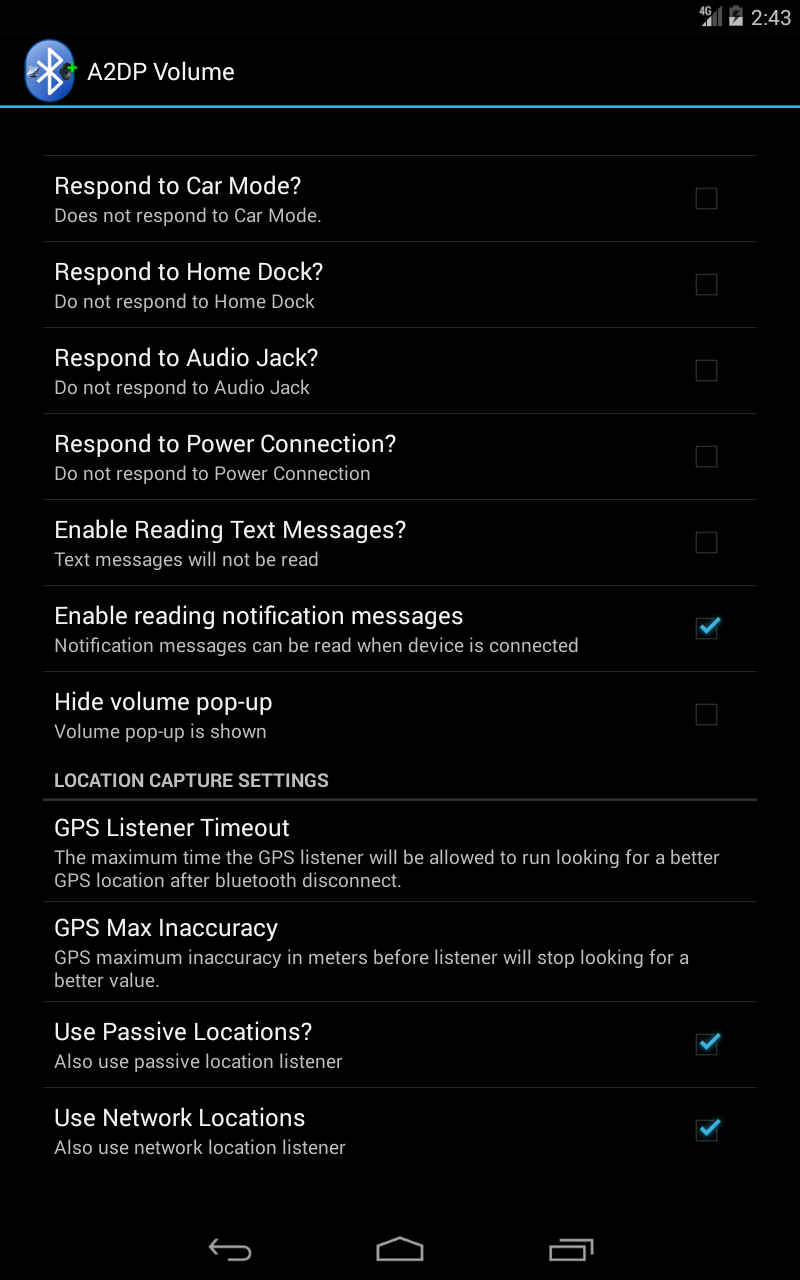 4G 2:43
A2DP Volume
Respond to Car Mode?
Does not respond to Car Mode.
Respond to Home Dock?
Do not respond to Home Dock
Respond to Audio Jack?
Do not respond to Audio Jack
Respond to Power Connection?
Do not respond to Power Connection
Enable Reading Text Messages?
Text messages will not be read
Enable reading notification messages
Notification messages can be read when device is connected
Hide volume pop-up
Volume pop-up is shown
LOCATION CAPTURE SETTINGS
GPS Listener Timeout
The maximum time the GPS listener will be allowed to run looking for a better
GPS location after bluetooth disconnect.
GPS Max Inaccuracy
GPS maximum inaccuracy in meters before listener will stop looking for a
better value.
Use Passive Locations?
Also use passive location listener
Use Network Locations
Also use network location listener